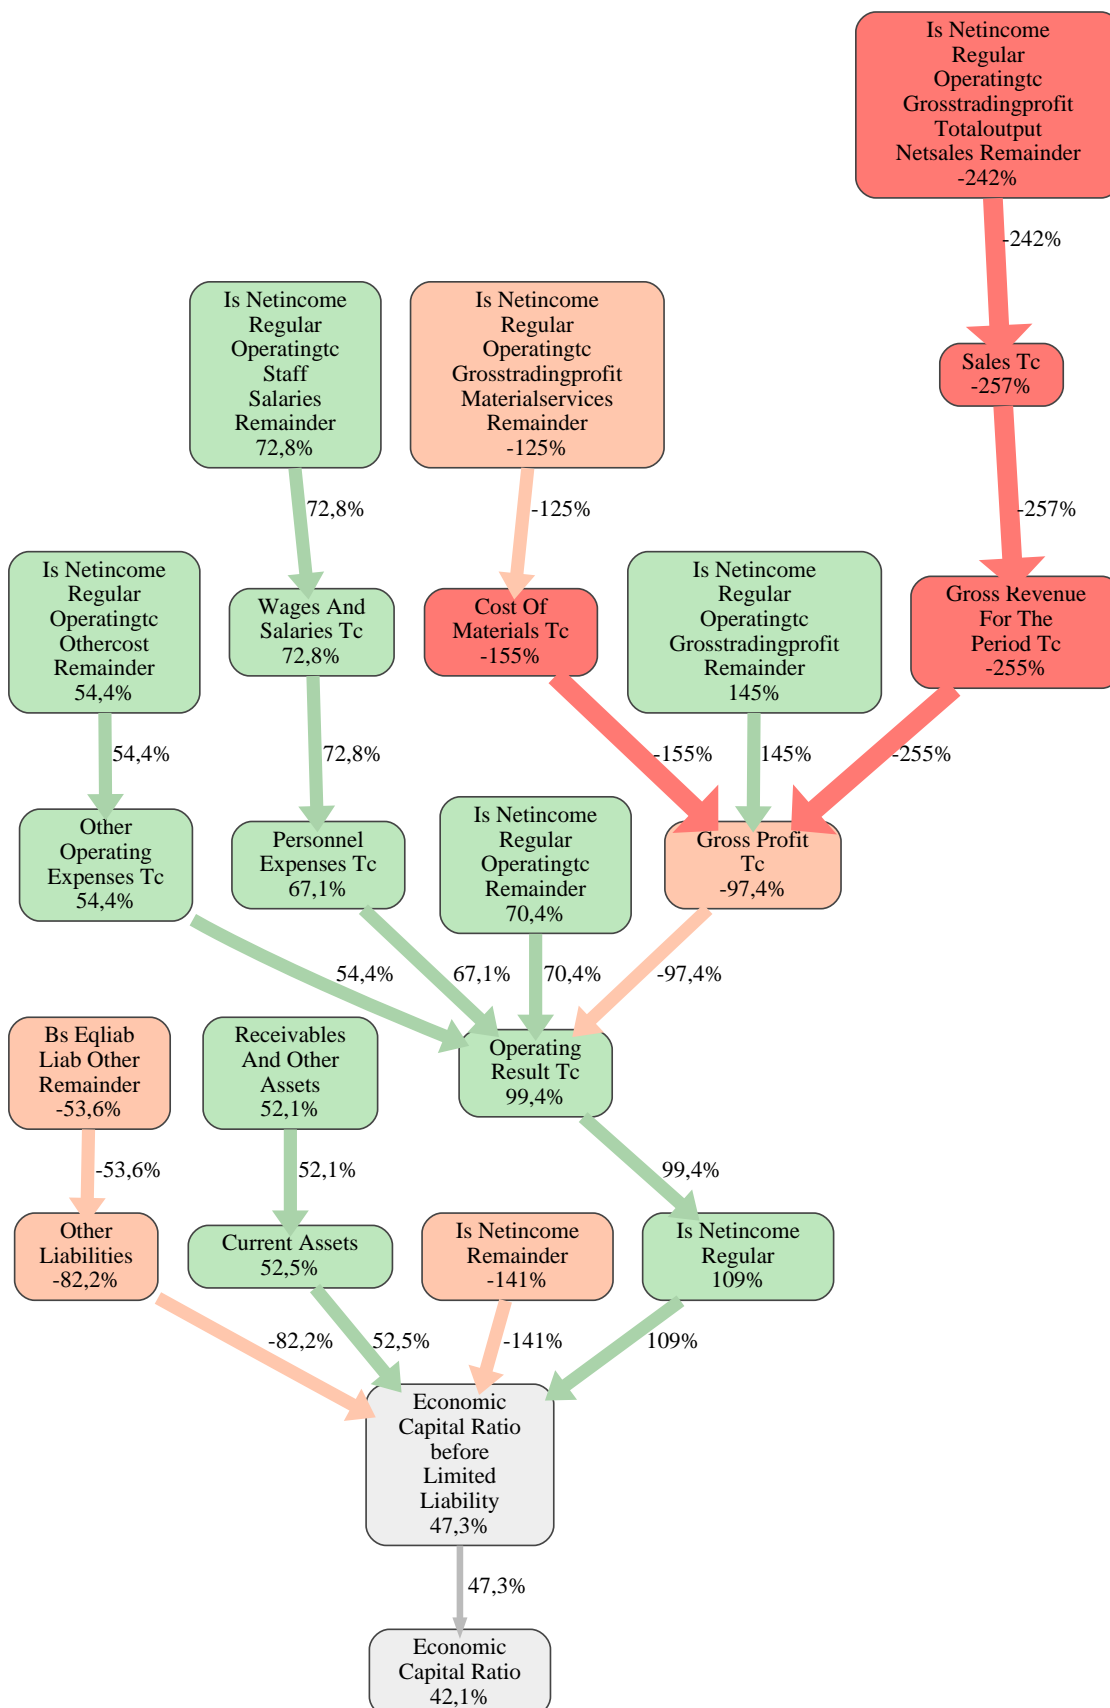 Is Netincome
Regular
Operatingtc
Grosstradingprofit
Totaloutput
Netsales Remainder
-242%
-242%
Is Netincome
Regular
Operatingtc
Staff
Salaries
Remainder
72,8%
Is Netincome
Regular
Operatingtc
Grosstradingprofit
Materialservices
Remainder
-125%
Sales Tc
-257%
72,8%
-125%
-257%
Is Netincome
Regular
Operatingtc
Othercost
Remainder
54,4%
Wages And
Salaries Tc
72,8%
Cost Of
Materials Tc
-155%
Is Netincome
Regular
Operatingtc
Grosstradingprofit
Remainder
145%
Gross Revenue
For The
Period Tc
-255%
54,4%
72,8%
-155%
145%
-255%
Other
Operating
Expenses Tc
54,4%
Personnel
Expenses Tc
67,1%
Is Netincome
Regular
Operatingtc
Remainder
70,4%
Gross Profit
Tc
-97,4%
54,4%
67,1%
70,4%
-97,4%
Bs Eqliab
Liab Other
Remainder
-53,6%
Receivables
And Other
Assets
52,1%
Operating
Result Tc
99,4%
-53,6%
52,1%
99,4%
Other
Liabilities
-82,2%
Current Assets
52,5%
Is Netincome
Remainder
-141%
Is Netincome
Regular
109%
-82,2%
52,5%
-141%
109%
Economic
Capital Ratio
before
Limited
Liability
47,3%
47,3%
Economic
Capital Ratio
42,1%